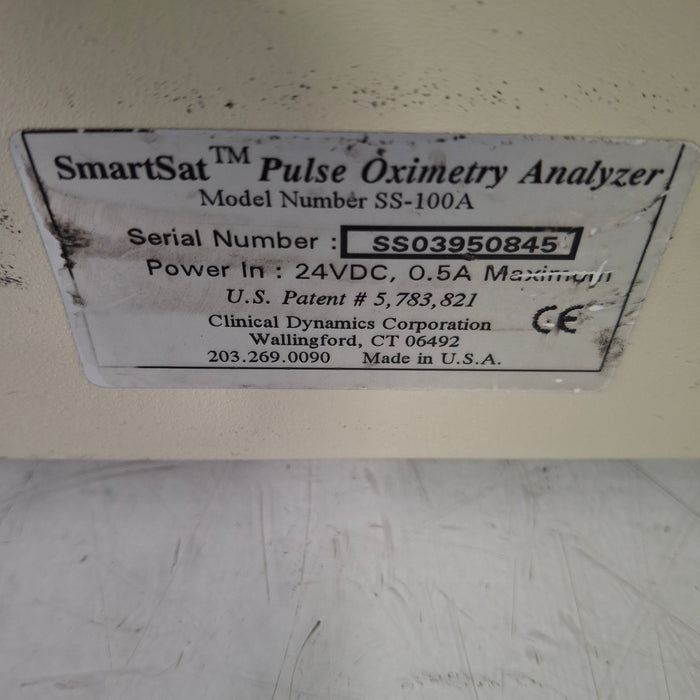 SmartSat™ Pulse Oximetry Analyzer
Model Number SS-100A
Serial Number : SS03950845
Power In : 24VDC, 0.5A Maximum
U.S. Patent # 5,783,821
Clinical Dynamics Corporation
Wallingford, CT 06492
203.269.0090 Made in U.S.A.
CE